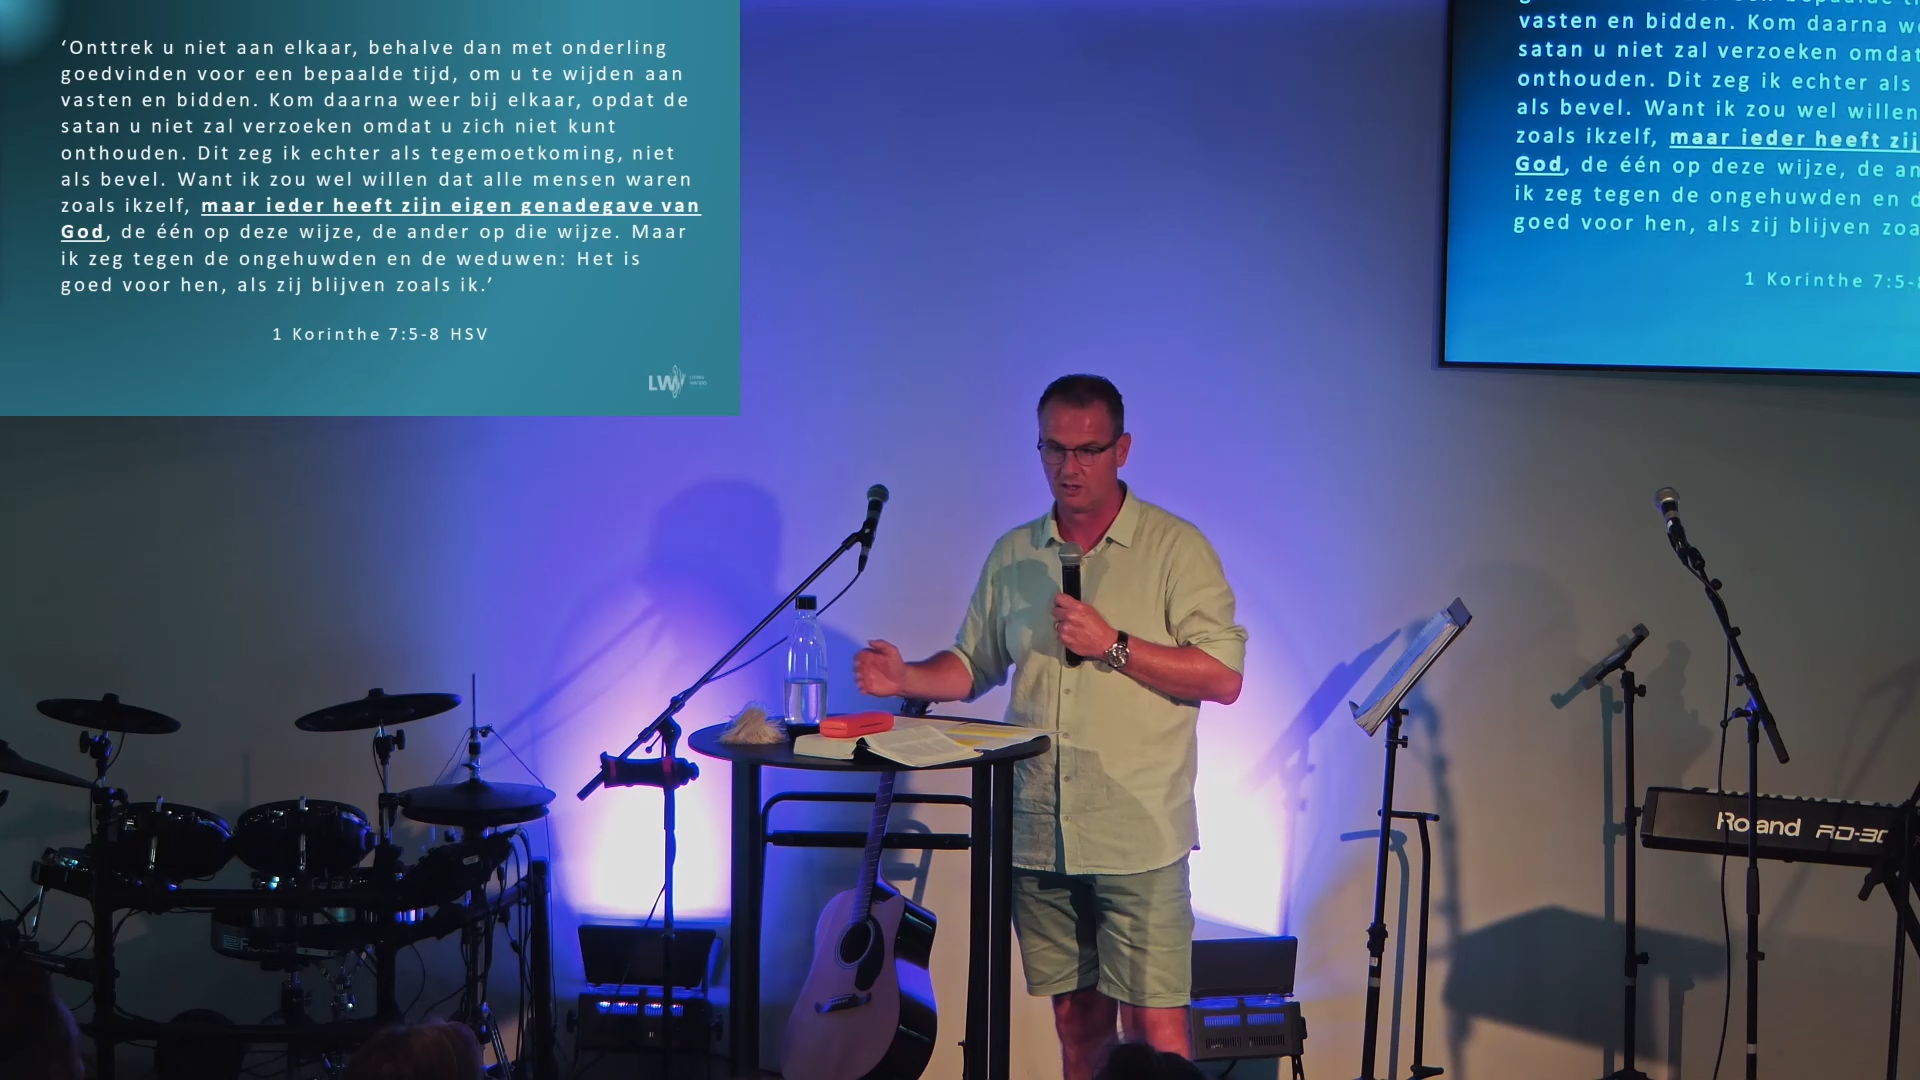 ‘Onttrek u niet aan elkaar, behalve dan met onderling
goedvinden voor een bepaalde tijd, om u te wijden aan
vasten en bidden. Kom daarna weer bij elkaar, opdat de
satan u niet zal verzoeken omdat u zich niet kunt
onthouden. Dit zeg ik echter als tegemoetkoming, niet
als bevel. Want ik zou wel willen dat alle mensen waren
zoals ikzelf, maar ieder heeft zijn eigen genadegave van
God, de één op deze wijze, de ander op die wijze. Maar
ik zeg tegen de ongehuwden en de weduwen: Het is
goed voor hen, als zij blijven zoals ik.’
1 Korinthe 7:5-8 HSV
LW
vasten en bidden. Kom daarna
satan u niet zal verzoeken omdat
onthouden. Dit zeg ik echter als
als bevel. Want ik zou wel willen
zoals ikzelf, maar ieder heeft
God, de één op deze wijze, de
ik zeg tegen de ongehuwden en
goed voor hen, als zij blijven
1 Korinthe 7:5-
Roland RD-30